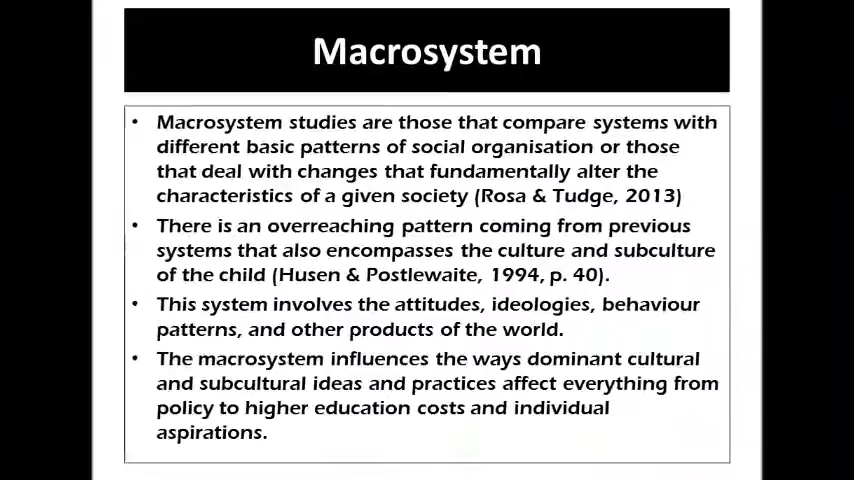 Macrosystem
• Macrosystem studies are those that compare systems with
different basic patterns of social organisation or those
that deal with changes that fundamentally alter the
characteristics of a given society (Rosa & Tudge, 2013)
• There is an overreaching pattern coming from previous
systems that also encompasses the culture and subculture
of the child (Husen & Postlewaite, 1994, p. 40).
• This system involves the attitudes, ideologies, behaviour
patterns, and other products of the world.
• The macrosystem influences the ways dominant cultural
and subcultural ideas and practices affect everything from
policy to higher education costs and individual
aspirations.